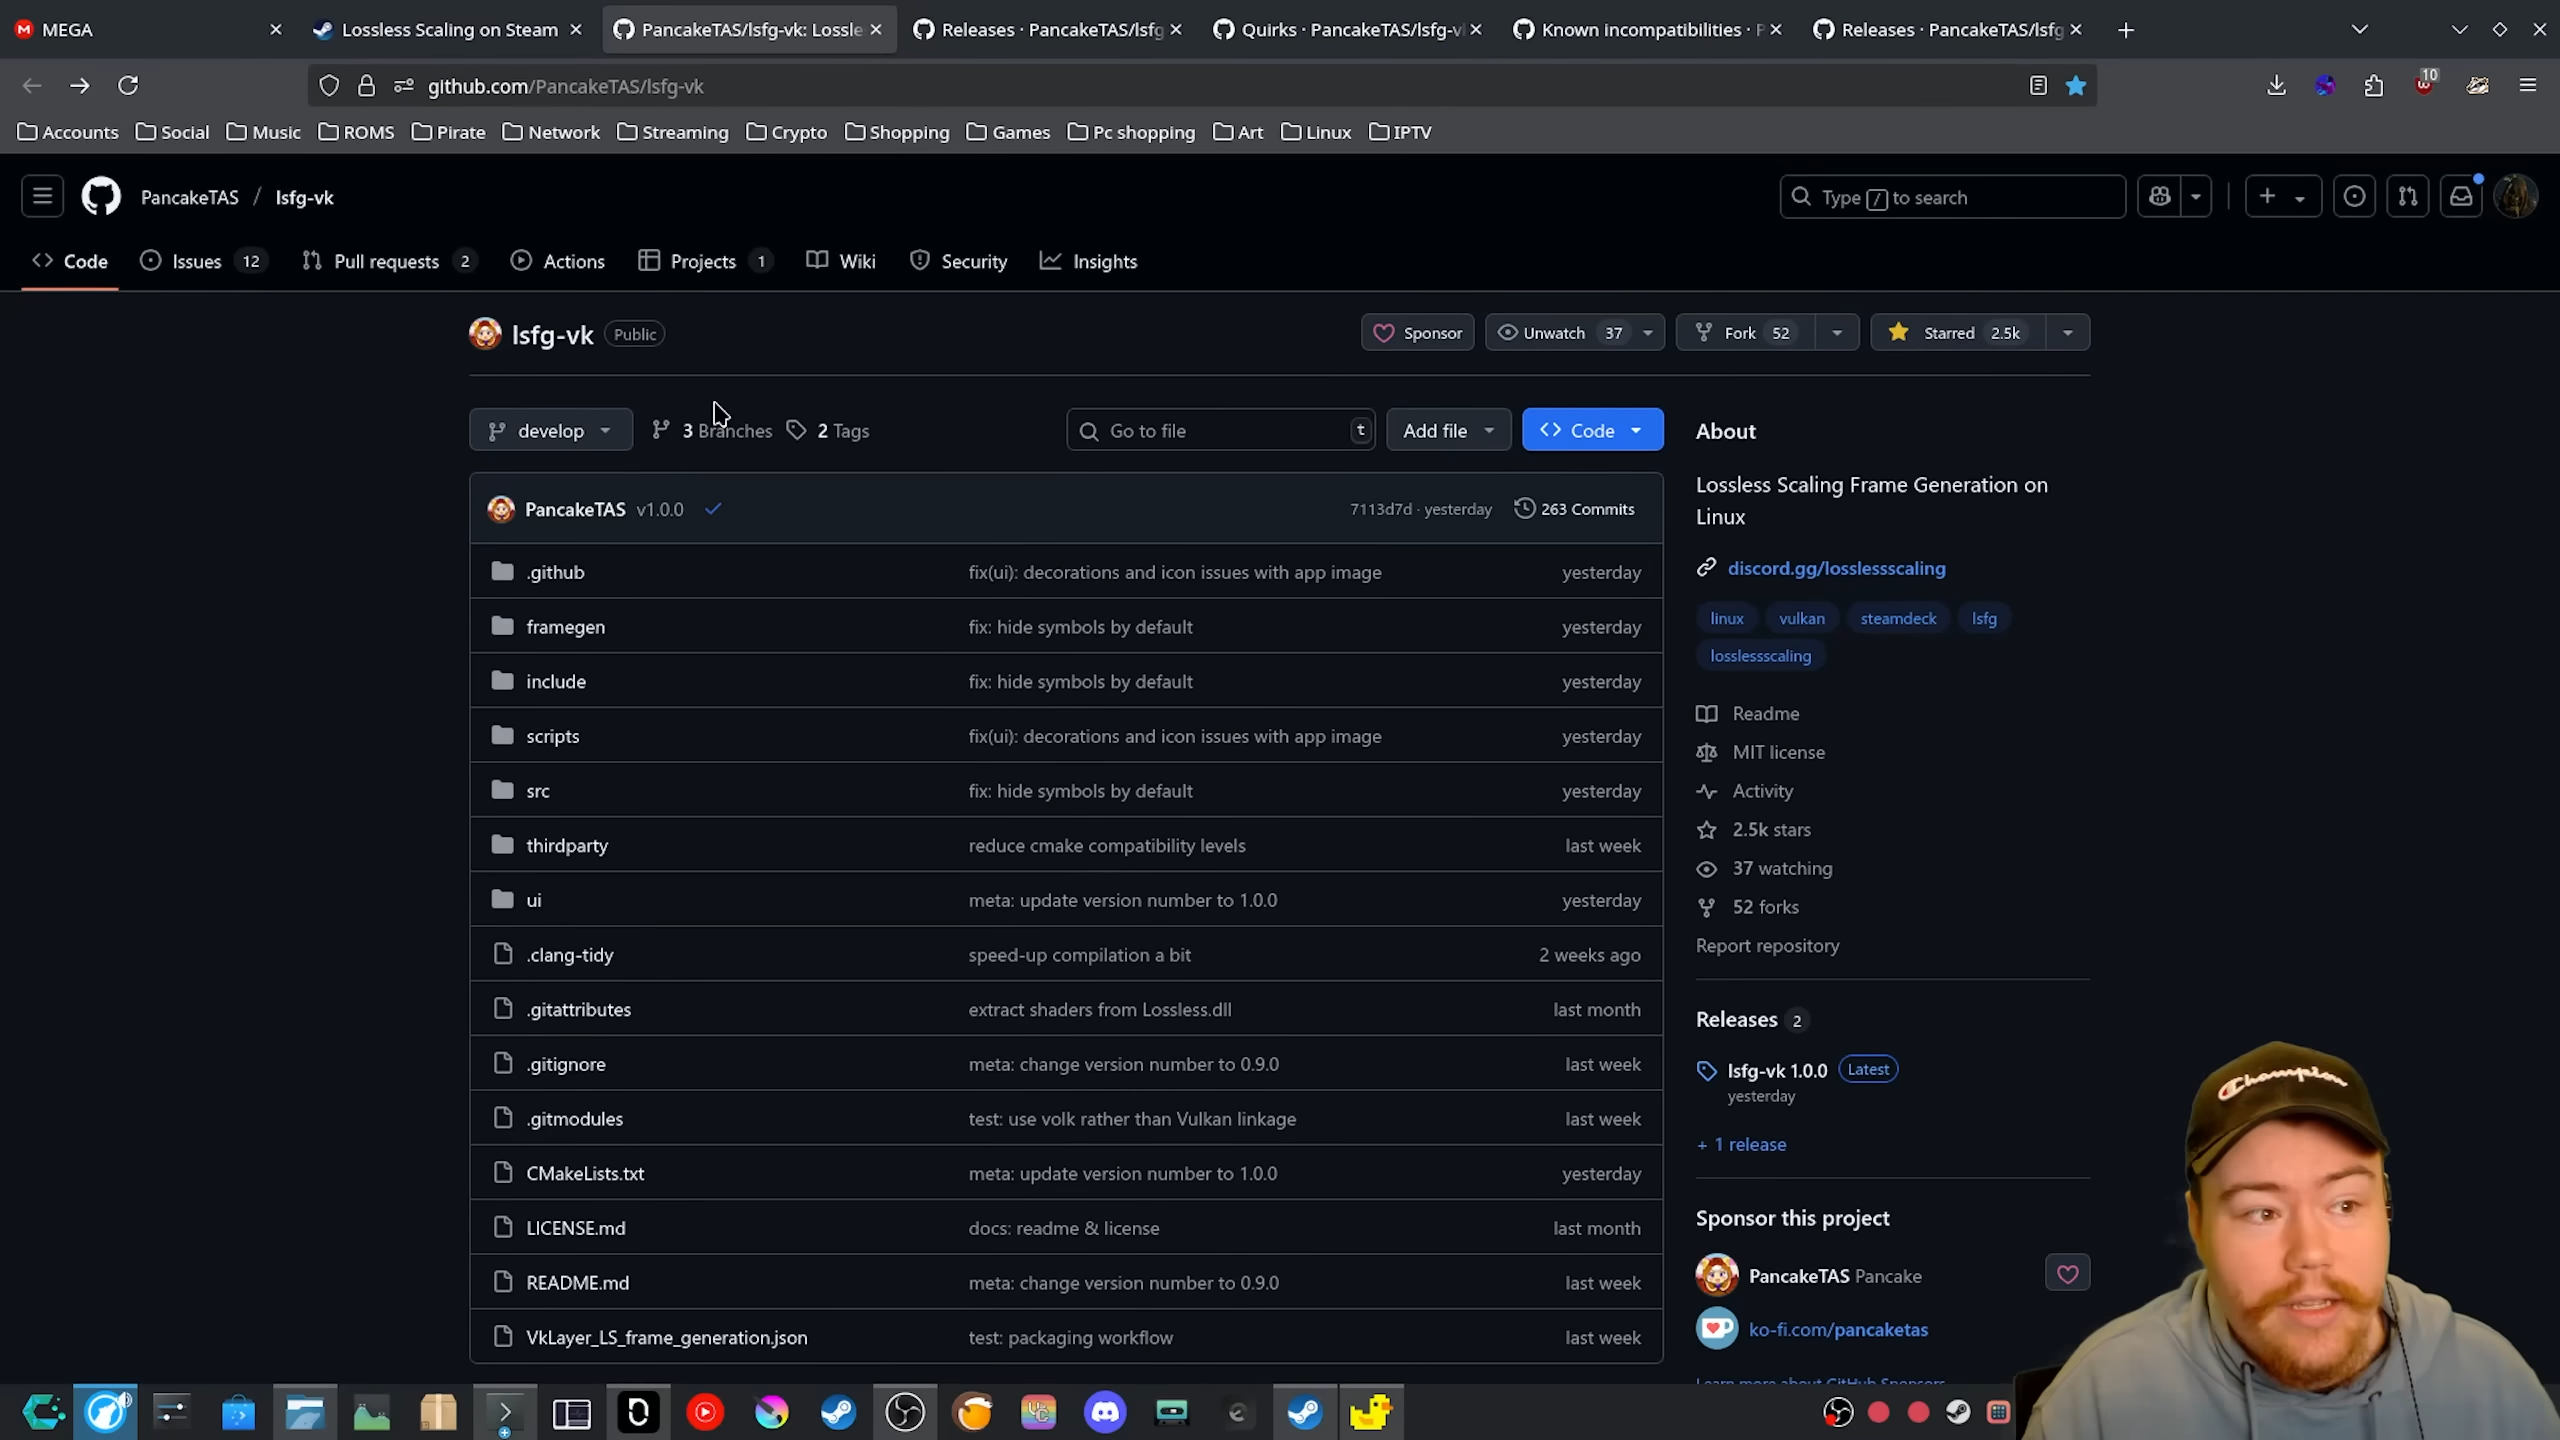 MEGA
Lossless Scaling on Steam
PancakeTAS/lsfg-vk: Lossle
Releases · PancakeTAS/lsfg
Quirks · PancakeTAS/lsfg-vl
Known incompatibilities · P
Releases · PancakeTAS/lsfg
github.com/PancakeTAS/lsfg-vk
10
Accounts Social Music ROMS Pirate Network Streaming Crypto Shopping Games Pc shopping Art Linux IPTV
PancakeTAS / lsfg-vk
Type / to search
Code Issues 12 Pull requests 2 Actions Projects 1 Wiki Security Insights
lsfg-vk Public
Sponsor Unwatch 37 Fork 52 Starred 2.5k
develop 3 Branches 2 Tags Go to file t Add file Code
PancakeTAS v1.0.0 7113d7d · yesterday 263 Commits
.github fix(ui): decorations and icon issues with app image yesterday
framegen fix: hide symbols by default yesterday
include fix: hide symbols by default yesterday
scripts fix(ui): decorations and icon issues with app image yesterday
src fix: hide symbols by default yesterday
thirdparty reduce cmake compatibility levels last week
ui meta: update version number to 1.0.0 yesterday
.clang-tidy speed-up compilation a bit 2 weeks ago
.gitattributes extract shaders from Lossless.dll last month
.gitignore meta: change version number to 0.9.0 last week
.gitmodules test: use volk rather than Vulkan linkage last week
CMakeLists.txt meta: update version number to 1.0.0 yesterday
LICENSE.md docs: readme & license last month
README.md meta: change version number to 0.9.0 last week
VkLayer_LS_frame_generation.json test: packaging workflow last week
About
Lossless Scaling Frame Generation on
Linux
discord.gg/losslessscaling
linux vulkan steamdeck lsfg
losslessscaling
Readme
MIT license
Activity
2.5k stars
37 watching
52 forks
Report repository
Releases 2
lsfg-vk 1.0.0 Latest
yesterday
+ 1 release
Sponsor this project
PancakeTAS Pancake
ko-fi.com/pancaketas
Learn more about GitHub Sponsors
Champion